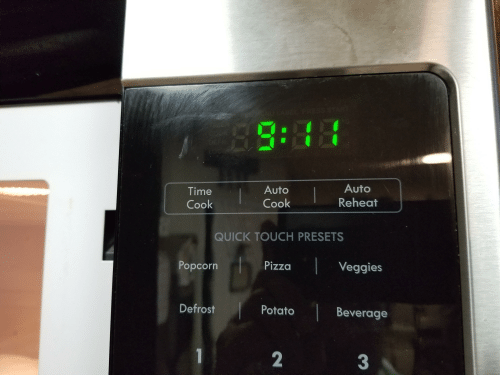 9:11
Time Auto Auto
Cook Cook Reheat
QUICK TOUCH PRESETS
Popcorn Pizza Veggies
Defrost Potato Beverage
1 2 3